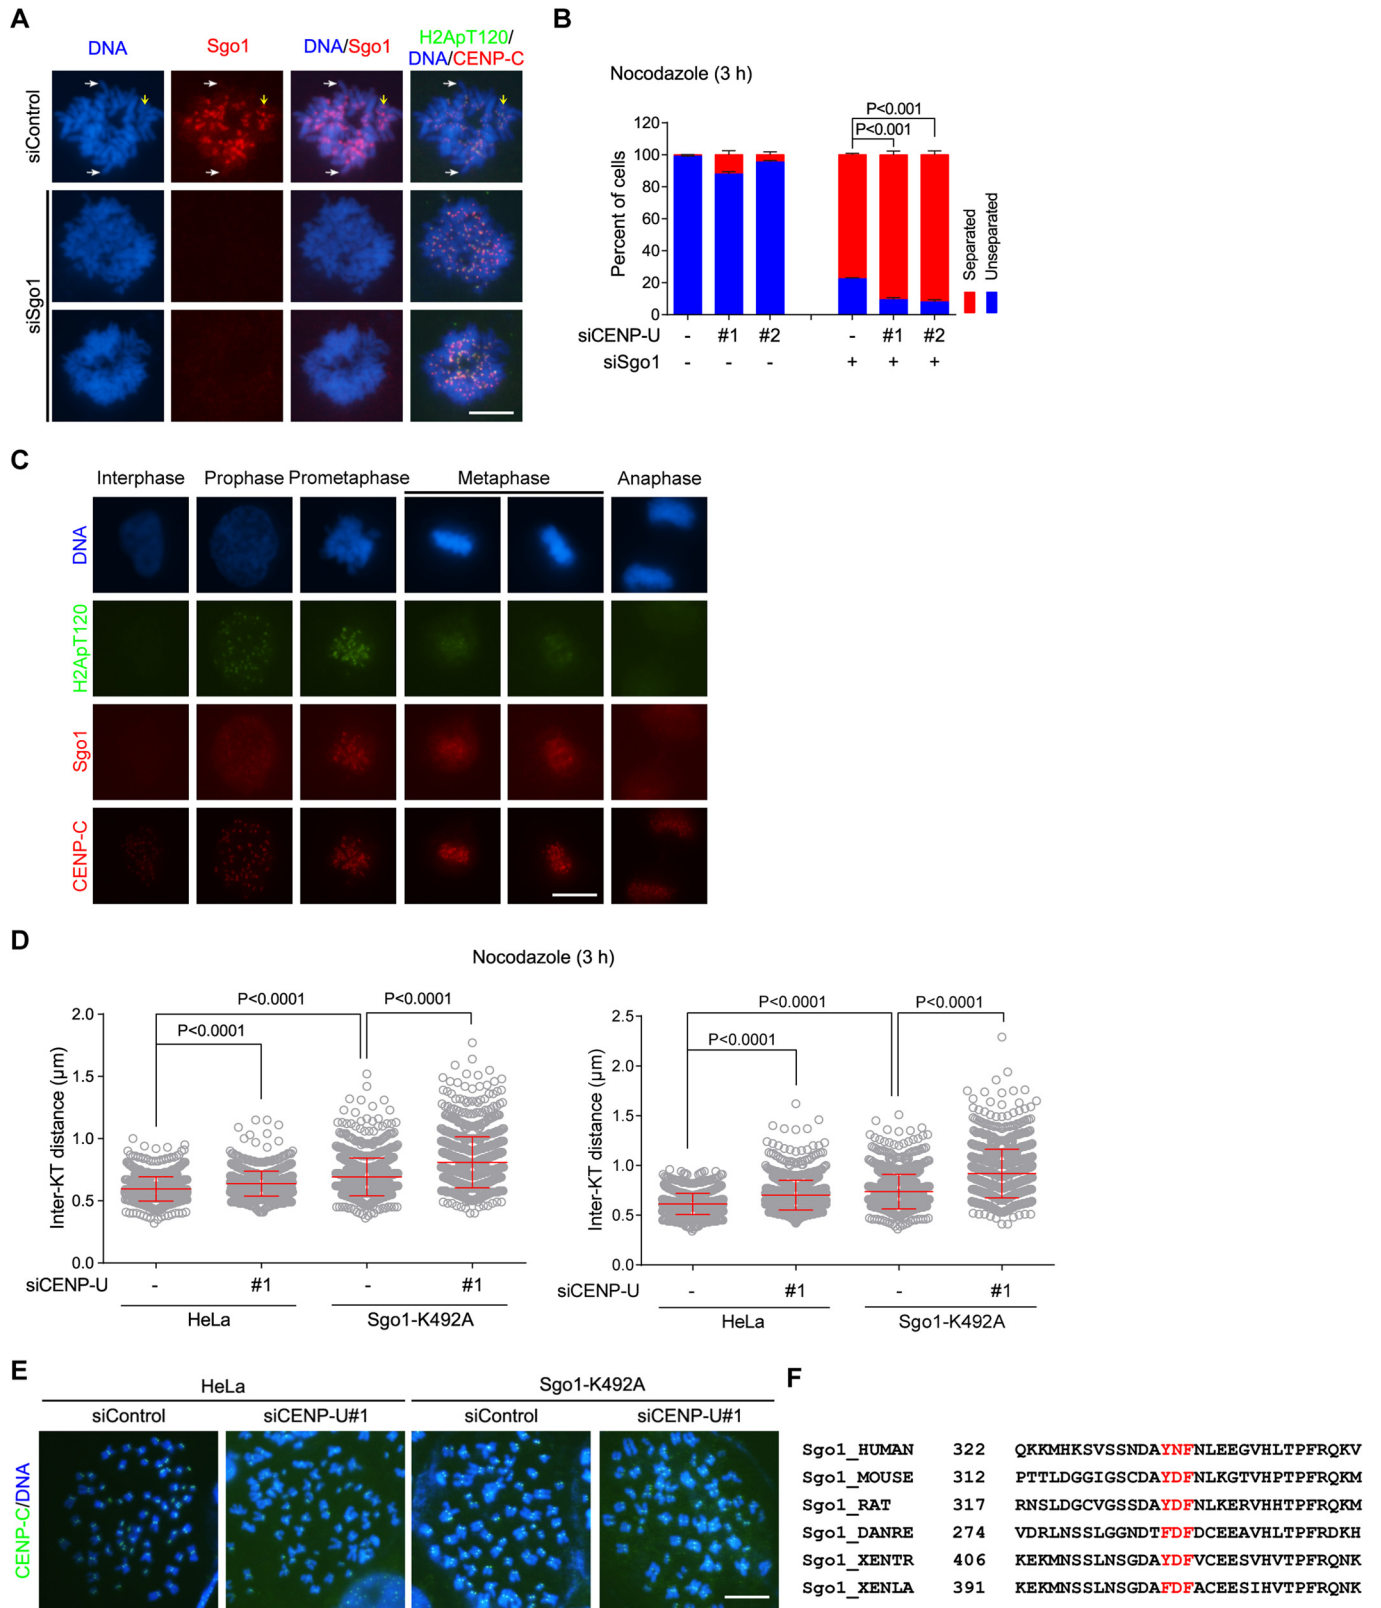 A
DNA
Sgo1
DNA/Sgo1
H2ApT120/
DNA/CENP-C
siControl
siSgo1
B
Nocodazole (3 h)
P<0.001
P<0.001
Percent of cells
120
100
80
60
40
20
0
Separated
Unseparated
siCENP-U - #1 #2 - #1 #2
siSgo1 - - - + + +
C
Interphase Prophase Prometaphase Metaphase Anaphase
DNA
H2ApT120
Sgo1
CENP-C
D
Nocodazole (3 h)
P<0.0001 P<0.0001
P<0.0001
Inter-KT distance (µm)
2.0
1.5
1.0
0.5
0.0
siCENP-U - #1 - #1
HeLa Sgo1-K492A
P<0.0001 P<0.0001
P<0.0001
Inter-KT distance (µm)
2.5
2.0
1.5
1.0
0.5
0.0
siCENP-U - #1 - #1
HeLa Sgo1-K492A
E
HeLa Sgo1-K492A
siControl siCENP-U#1 siControl siCENP-U#1
CENP-C/DNA
F
Sgo1_HUMAN 322 QKKMHKSVSSNDAYNFNLEEGVHLTPFRQKV
Sgo1_MOUSE 312 PTTLDGGIGSCDAYDFNLKGTVHPTPFRQKM
Sgo1_RAT 317 RNSLDGCVGSSDAYDFNLKERVHHTPFRQKM
Sgo1_DANRE 274 VDRLNSSLGGNDTFDFDCEEAVHLTPFRDKH
Sgo1_XENTR 406 KEKMNSSLNSGDAYDFVCEESVHVTPFRQNK
Sgo1_XENLA 391 KEKMNSSLNSGDAFDFACEESIHVTPFRQNK